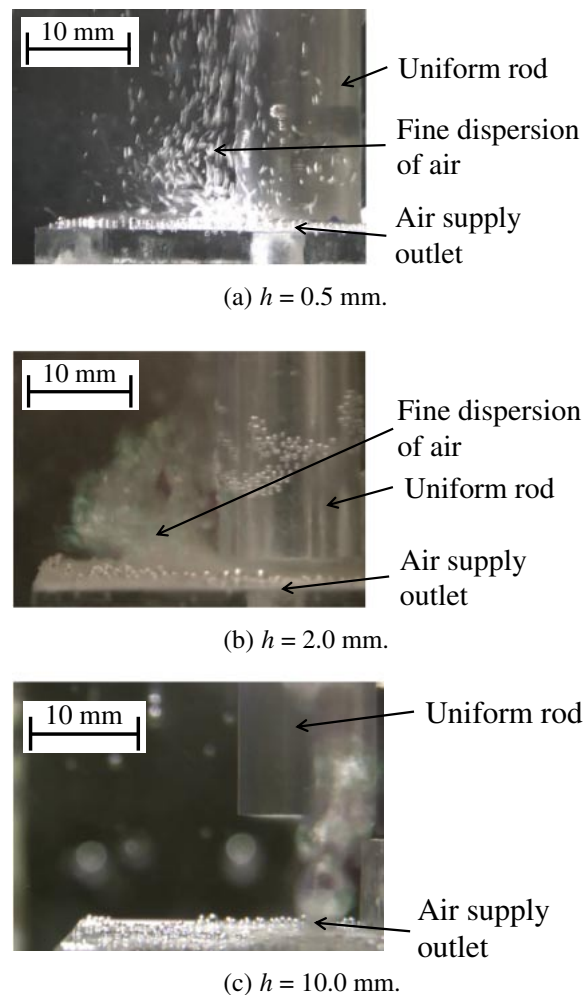 10 mm
Uniform rod
Fine dispersion
of air
Air supply
outlet
(a) h = 0.5 mm.
10 mm
Fine dispersion
of air
Uniform rod
Air supply
outlet
(b) h = 2.0 mm.
10 mm
Uniform rod
Air supply
outlet
(c) h = 10.0 mm.